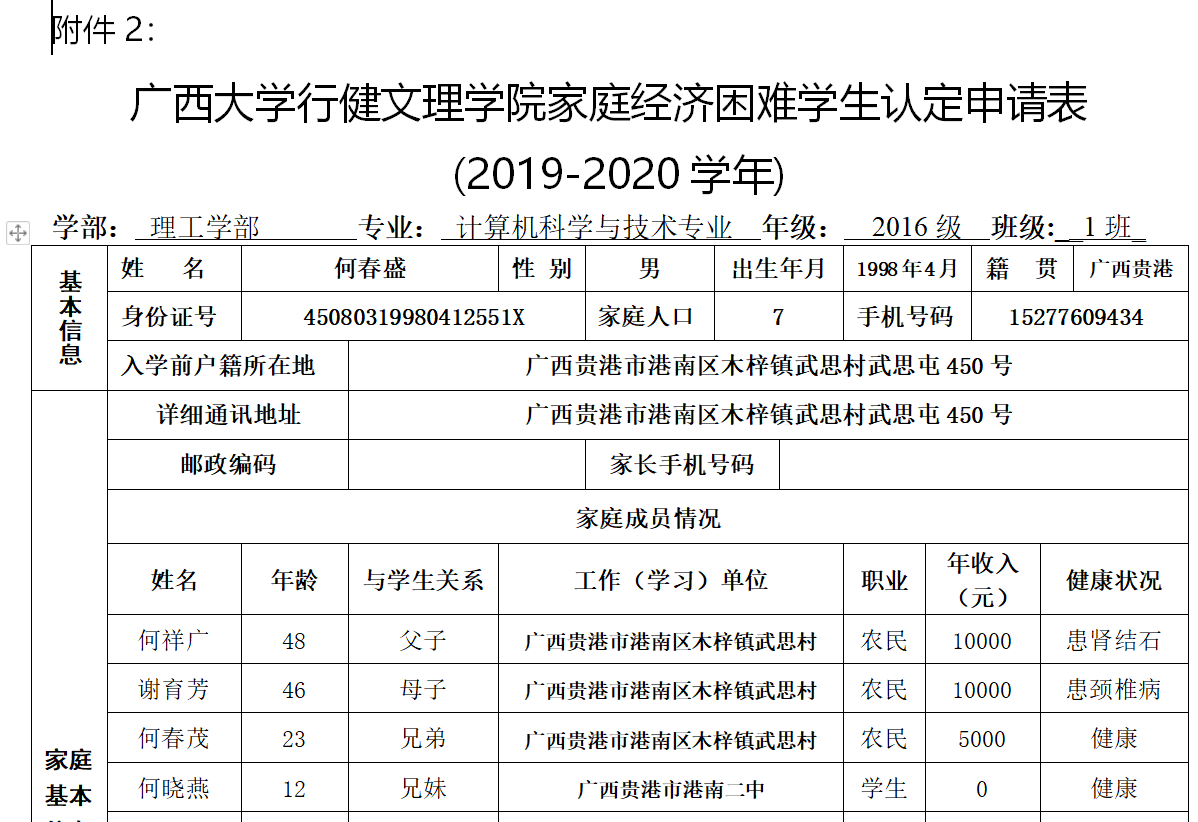 附件 2：
广西大学行健文理学院家庭经济困难学生认定申请表
(2019-2020 学年)
学部： 理工学部 专业： 计算机科学与技术专业 年级： 2016 级 班级: 1 班
基本信息
姓 名 何春盛 性 别 男 出生年月 1998 年 4 月 籍 贯 广西贵港
身份证号 45080319980412551X 家庭人口 7 手机号码 15277609434
入学前户籍所在地 广西贵港市港南区木梓镇武思村武思屯 450 号
详细通讯地址 广西贵港市港南区木梓镇武思村武思屯 450 号
邮政编码 家长手机号码
家庭成员情况
姓名 年龄 与学生关系 工作（学习）单位 职业 年收入（元） 健康状况
何祥广 48 父子 广西贵港市港南区木梓镇武思村 农民 10000 患肾结石
谢育芳 46 母子 广西贵港市港南区木梓镇武思村 农民 10000 患颈椎病
何春茂 23 兄弟 广西贵港市港南区木梓镇武思村 农民 5000 健康
何晓燕 12 兄妹 广西贵港市港南二中 学生 0 健康
家庭
基本